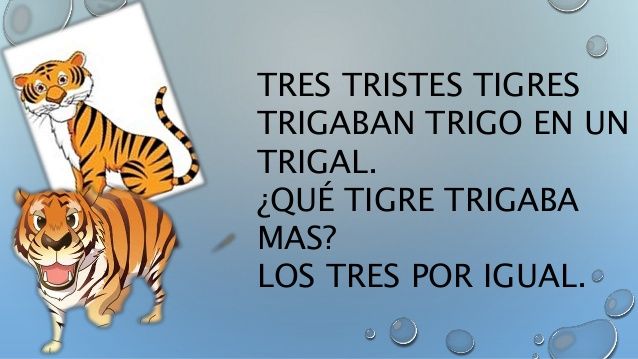 TRES TRISTES TIGRES
TRIGABAN TRIGO EN UN
TRIGAL.
¿QUÉ TIGRE TRIGABA
MAS?
LOS TRES POR IGUAL.